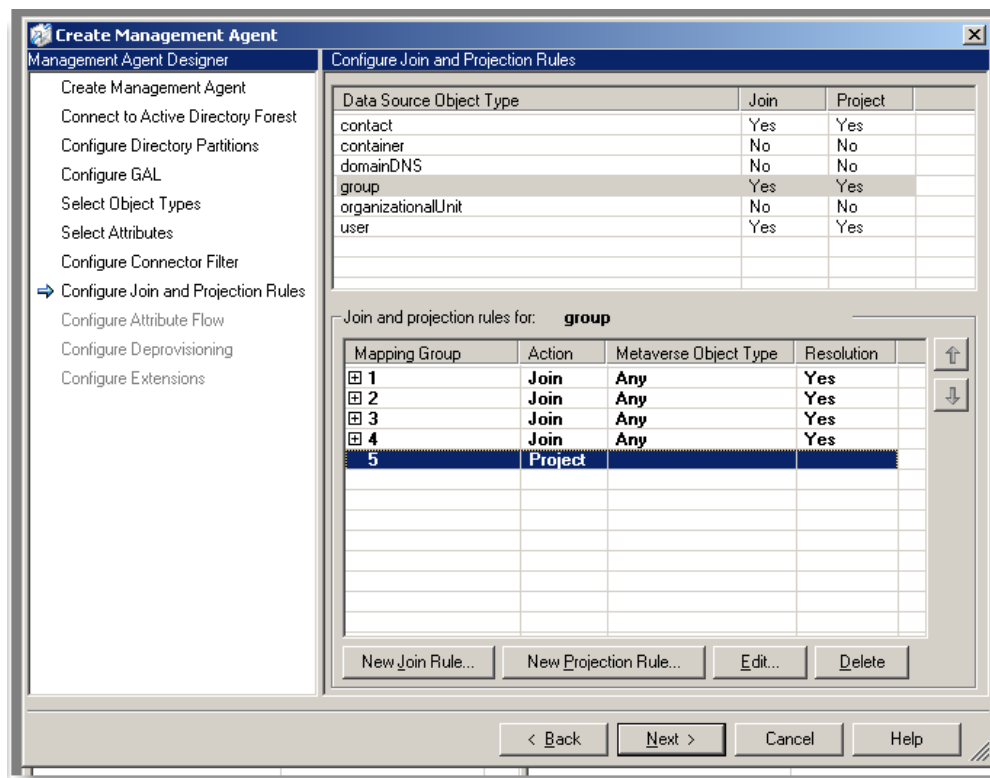 Create Management Agent
Management Agent Designer
Create Management Agent
Connect to Active Directory Forest
Configure Directory Partitions
Configure GAL
Select Object Types
Select Attributes
Configure Connector Filter
Configure Join and Projection Rules
Configure Attribute Flow
Configure Deprovisioning
Configure Extensions
Configure Join and Projection Rules
Data Source Object Type Join Project
contact Yes Yes
container No No
domainDNS No No
group Yes Yes
organizationalUnit No No
user Yes Yes
Join and projection rules for: group
Mapping Group Action Metaverse Object Type Resolution
1 Join Any Yes
2 Join Any Yes
3 Join Any Yes
4 Join Any Yes
5 Project
New Join Rule... New Projection Rule... Edit... Delete
< Back Next > Cancel Help